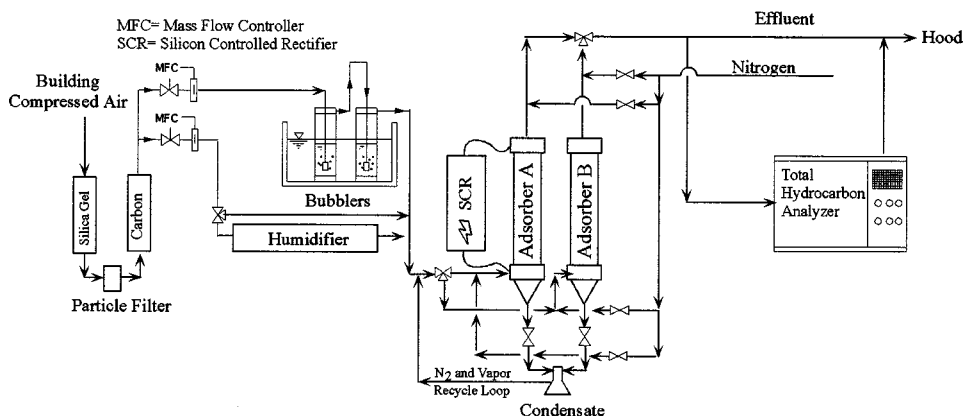 MFC= Mass Flow Controller
SCR= Silicon Controlled Rectifier
Effluent
Hood
Building
Compressed Air
MFC
MFC
Nitrogen
Silica Gel
Carbon
Bubblers
Humidifier
Particle Filter
SCR
Adsorber A
Adsorber B
Total
Hydrocarbon
Analyzer
N2 and Vapor
Recycle Loop
Condensate